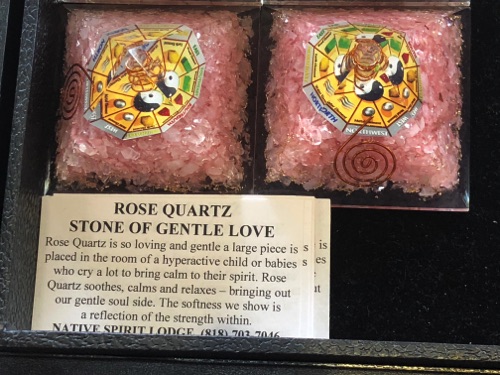 WEST
NORTH
NORTHWEST
ROSE QUARTZ
STONE OF GENTLE LOVE
Rose Quartz is so loving and gentle a large piece is
placed in the room of a hyperactive child or babies
who cry a lot to bring calm to their spirit. Rose
Quartz soothes, calms and relaxes – bringing out
our gentle soul side. The softness we show is
a reflection of the strength within.
NATIVE SPIRIT LODGE (818) 703-7046